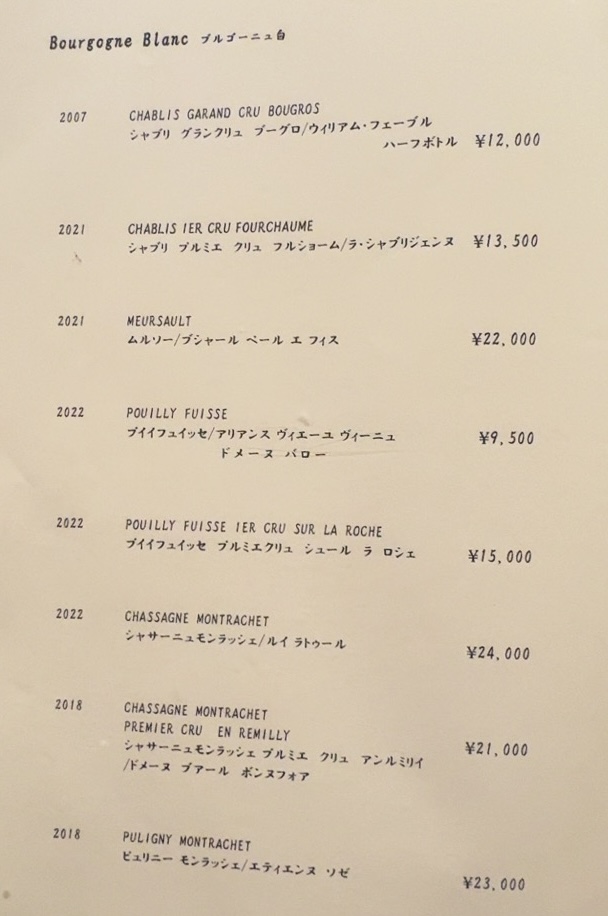 Bourgogne Blanc ブルゴーニュ白
2007 CHABLIS GARAND CRU BOUGROS
シャブリ グランクリュ ブーグロ/ウィリアム・フェーブル
ハーフボトル ¥12,000
2021 CHABLIS 1ER CRU FOURCHAUME
シャブリ プルミエ クリュ フルショーム/ラ・シャブリジェンヌ ¥13,500
2021 MEURSAULT
ムルソー/ブシャール ペール エ フィス ¥22,000
2022 POUILLY FUISSE
プイイフュイッセ/アリアンス ヴィエーユ ヴィーニュ ¥9,500
ドメーヌ バロー
2022 POUILLY FUISSE 1ER CRU SUR LA ROCHE
プイイフュイッセ プルミエクリュ シュール ラ ロシェ ¥15,000
2022 CHASSAGNE MONTRACHET
シャサーニュモンラッシェ/ルイ ラトゥール ¥24,000
2018 CHASSAGNE MONTRACHET
PREMIER CRU EN REMILLY
シャサーニュモンラッシェ プルミエ クリュ アンルミリイ ¥21,000
/ドメーヌ ブアール ボンヌフォア
2018 PULIGNY MONTRACHET
ピュリニー モンラッシェ/エティエンヌ ソゼ ¥23,000